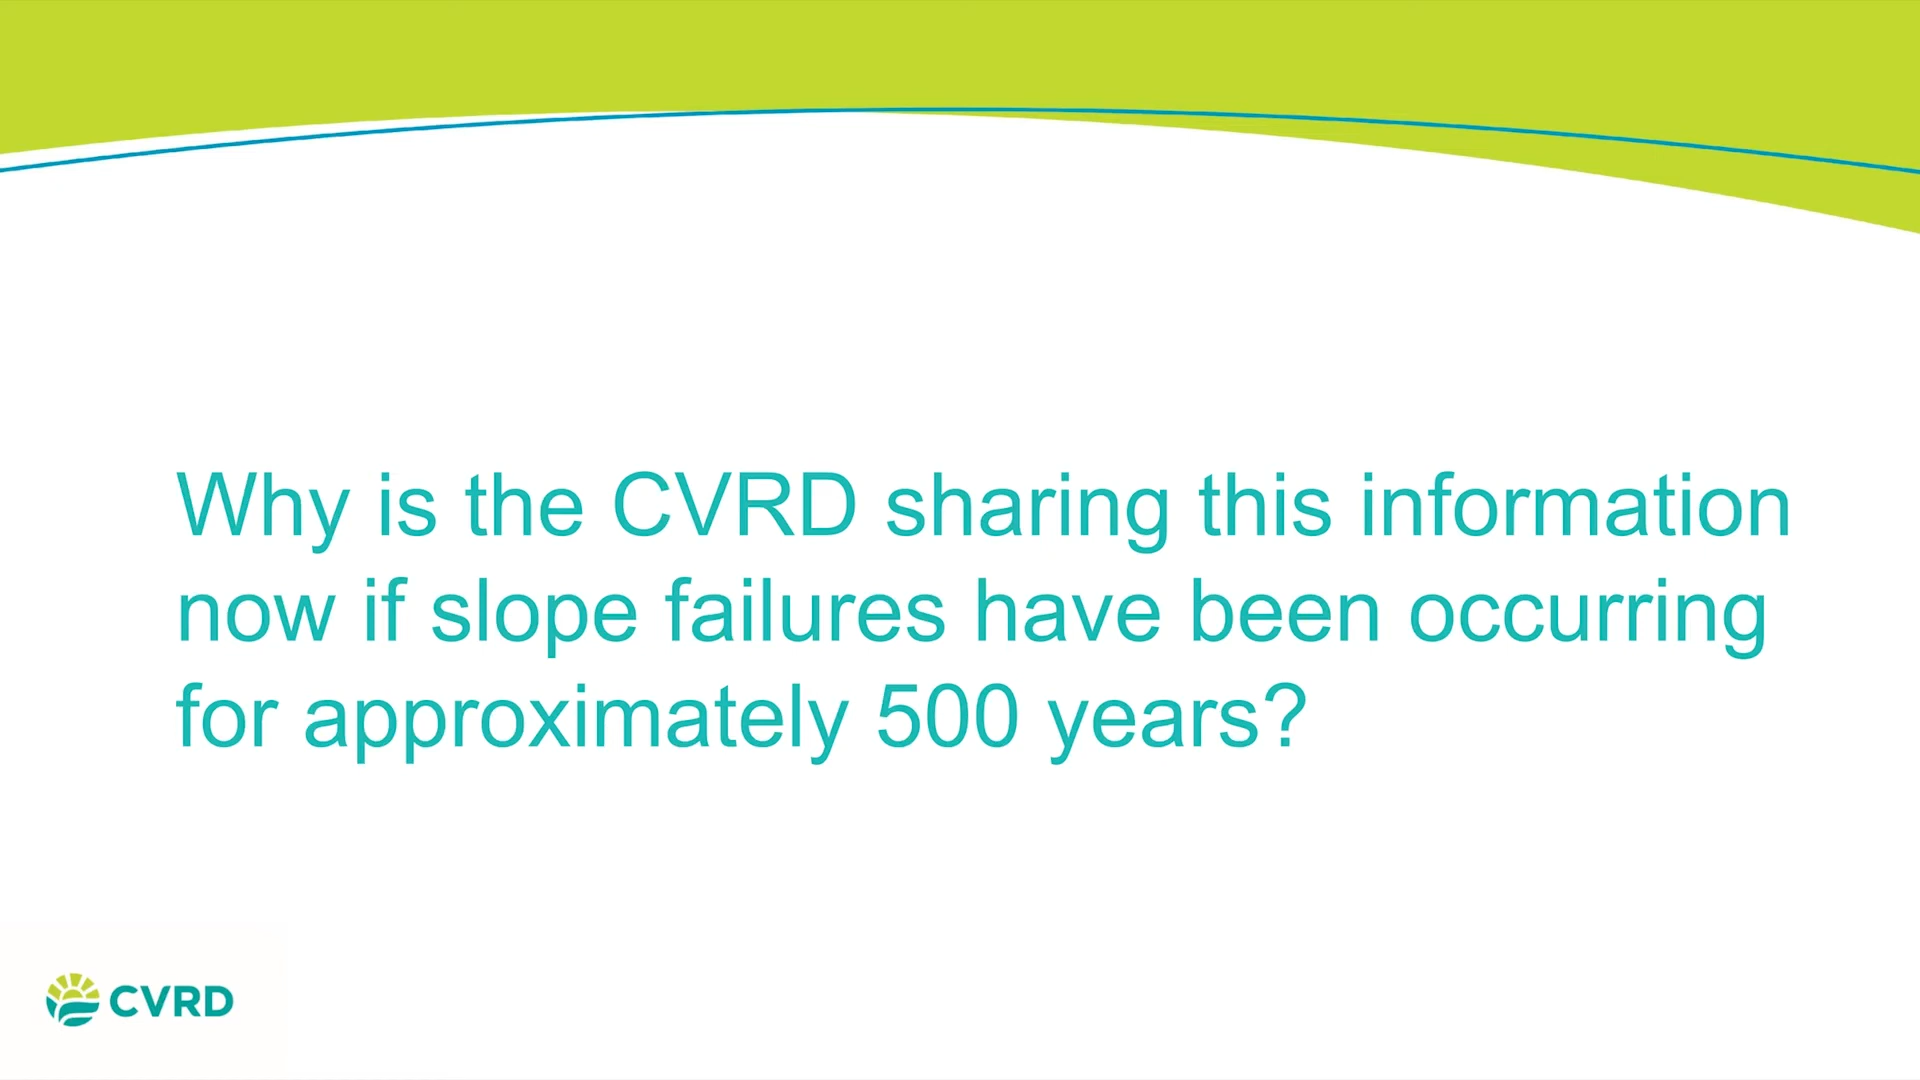 Why is the CVRD sharing this information
now if slope failures have been occurring
for approximately 500 years?
CVRD